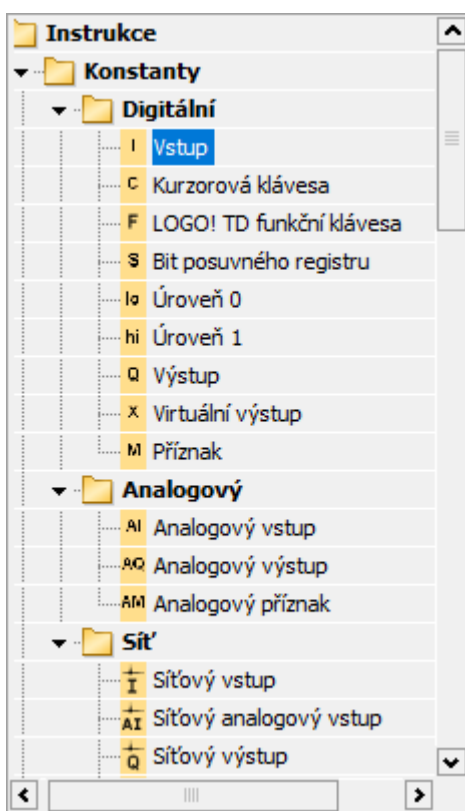 Instrukce
Konstanty
Digitální
I Vstup
C Kurzorová klávesa
F LOGO! TD funkční klávesa
S Bit posuvného registru
lo Úroveň 0
hi Úroveň 1
Q Výstup
X Virtuální výstup
M Příznak
Analogový
AI Analogový vstup
AQ Analogový výstup
AM Analogový příznak
Síť
I Síťový vstup
AI Síťový analogový vstup
Q Síťový výstup